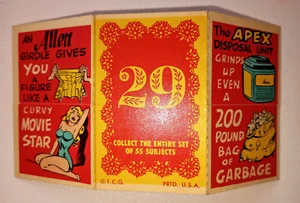 AN Allen
GIRDLE GIVES
YOU
A
FIGURE
LIKE A
CURVY
MOVIE
STAR
29
COLLECT THE ENTIRE SET
OF 55 SUBJECTS
© T.C.G. PRTD. U.S.A.
The APEX
DISPOSAL UNIT
GRINDS
UP
EVEN
A
200
POUND
BAG
OF
GARBAGE